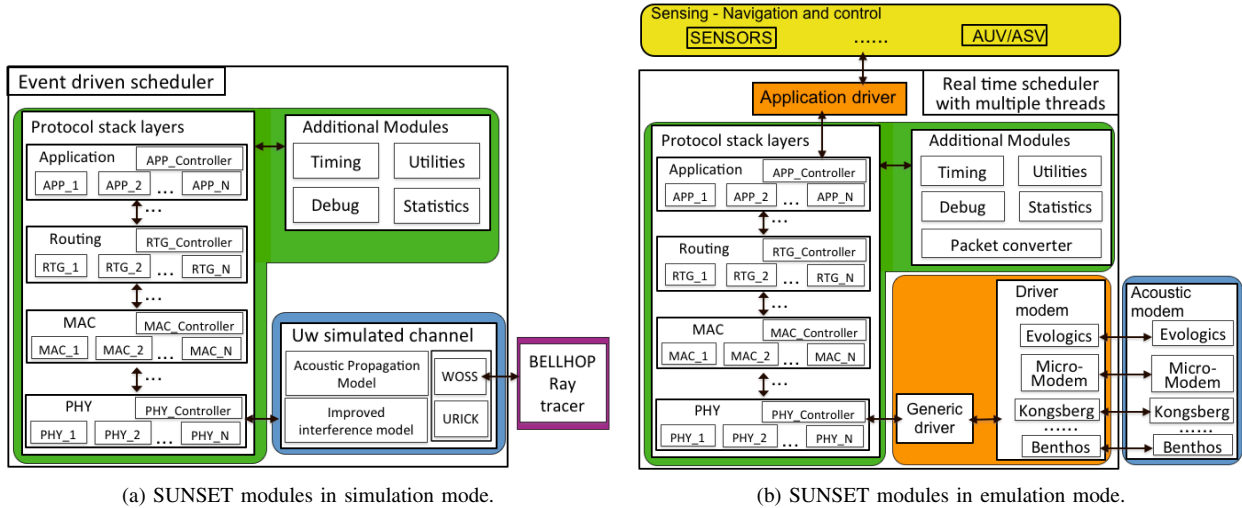 Event driven scheduler
Protocol stack layers
Application
APP_Controller
APP_1 APP_2 ... APP_N
...
Routing
RTG_Controller
RTG_1 RTG_2 ... RTG_N
...
MAC
MAC_Controller
MAC_1 MAC_2 ... MAC_N
...
PHY
PHY_Controller
PHY_1 PHY_2 ... PHY_N
Additional Modules
Timing Utilities
Debug Statistics
Uw simulated channel
Acoustic Propagation
Model
Improved
interference model
WOSS
URICK
BELLHOP
Ray
tracer
(a) SUNSET modules in simulation mode.
Sensing - Navigation and control
SENSORS ...... AUV/ASV
Application driver
Real time scheduler
with multiple threads
Protocol stack layers
Application
APP_Controller
APP_1 APP_2 ... APP_N
...
Routing
RTG_Controller
RTG_1 RTG_2 ... RTG_N
...
MAC
MAC_Controller
MAC_1 MAC_2 ... MAC_N
...
PHY
PHY_Controller
PHY_1 PHY_2 ... PHY_N
Additional Modules
Timing Utilities
Debug Statistics
Packet converter
Generic
driver
Driver
modem
Evologics
Micro-
Modem
Kongsberg
......
Benthos
Acoustic
modem
Evologics
Micro-
Modem
Kongsberg
......
Benthos
(b) SUNSET modules in emulation mode.